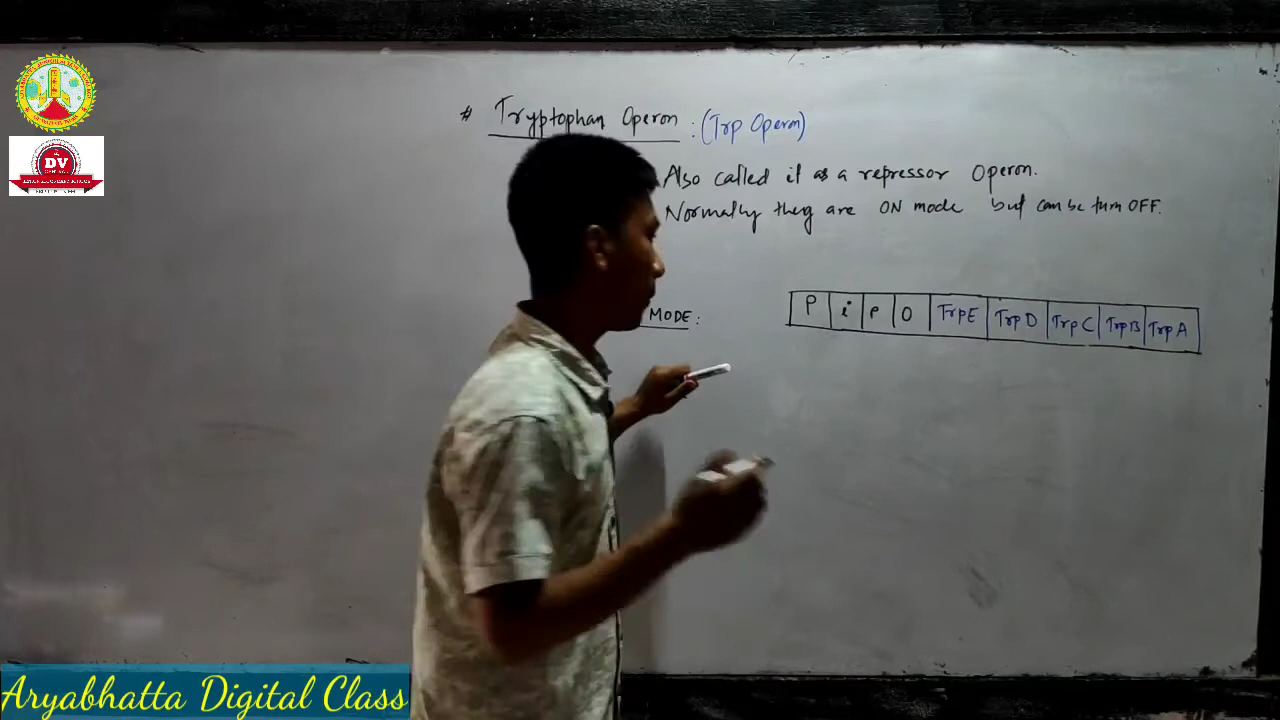 # Tryptophan Operon : (Trp Operon)
Also called it as a repressor Operon.
Normally they are ON mode but can be turn OFF.
MODE:
P i P O TrpE TrpD TrpC TrpB TrpA
DV
Aryabhatta Digital Class